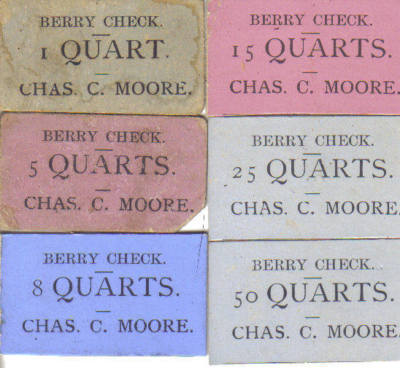 BERRY CHECK.
1 QUART.
CHAS. C. MOORE.
BERRY CHECK.
15 QUARTS.
CHAS. C. MOORE.
BERRY CHECK.
5 QUARTS.
CHAS. C. MOORE.
BERRY CHECK.
25 QUARTS.
CHAS. C. MOORE.
BERRY CHECK.
8 QUARTS.
CHAS. C. MOORE.
BERRY CHECK.
50 QUARTS.
CHAS. C. MOORE.